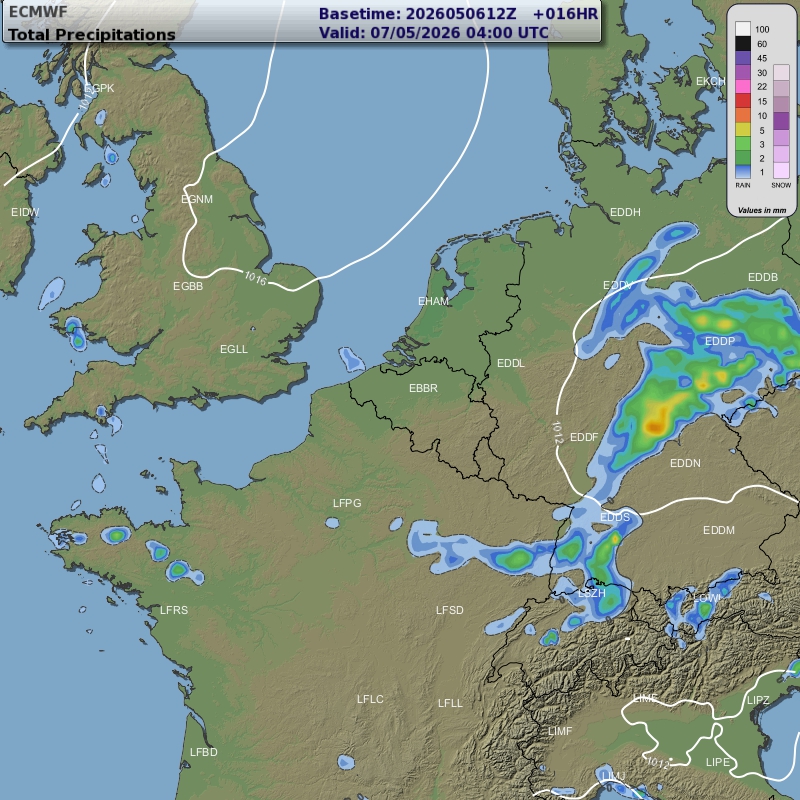 ECMWF
Basetime: 2026050612Z +016HR
Total Precipitations
Valid: 07/05/2026 04:00 UTC
100
60
45
30
22
15
10
5
3
2
1
RAIN
SNOW
Values in mm
EGPK
EKCH
EIDW
EGNM
EDDH
1016
EGBB
EDDV
EDDB
EHAM
EGLL
EDDP
EDDL
EBBR
1012
EDDF
EDDN
LFPG
EDDS
EDDM
LSZH
LOWI
LFRS
LFSD
LFLC
LFLL
LIME
LIPZ
LIMF
LFBD
1012
LIPE
LIMJ